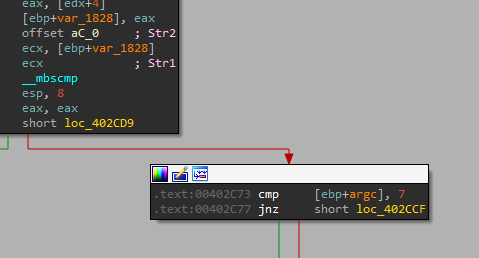 eax, [edx+4]
[ebp+var_1828], eax
offset aC_0 ; Str2
ecx, [ebp+var_1828]
ecx ; Str1
__mbscmp
esp, 8
eax, eax
short loc_402CD9
.text:00402C73 cmp [ebp+argc], 7
.text:00402C77 jnz short loc_402CCF